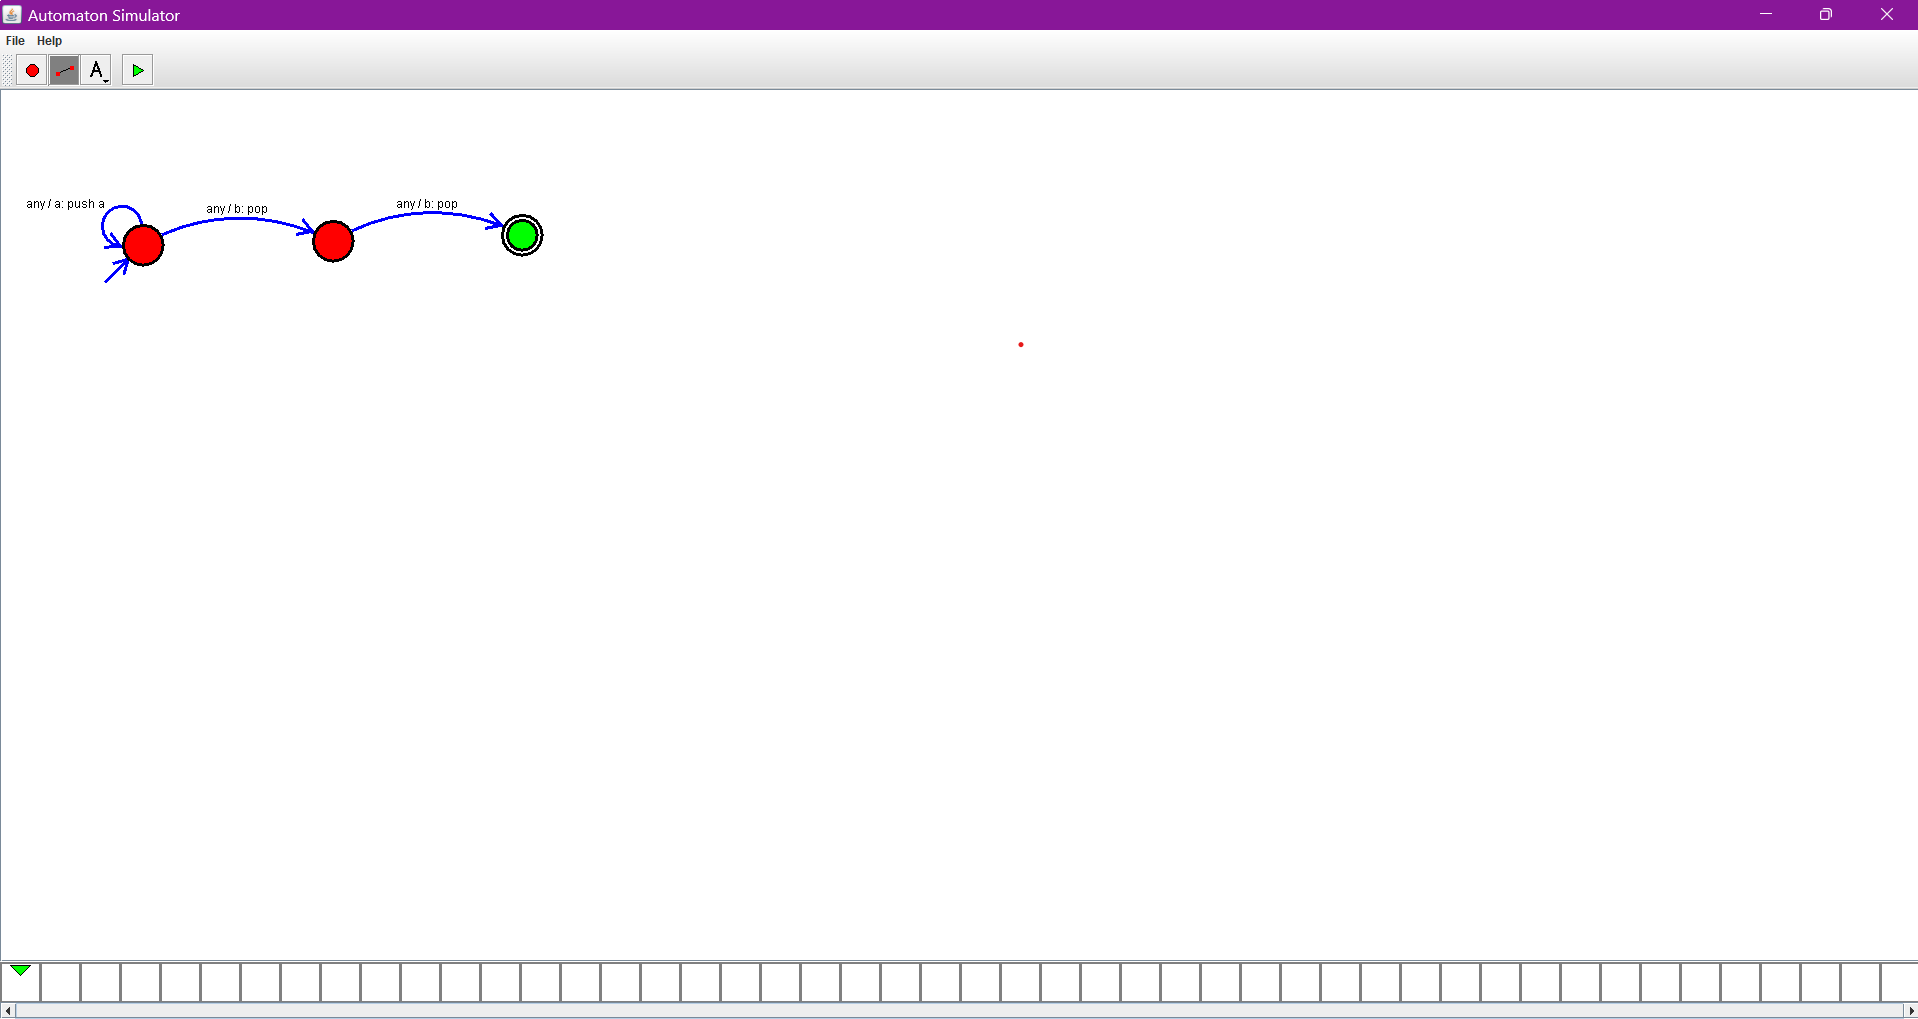 Automaton Simulator
File Help
A
any / a: push a
any / b: pop
any / b: pop